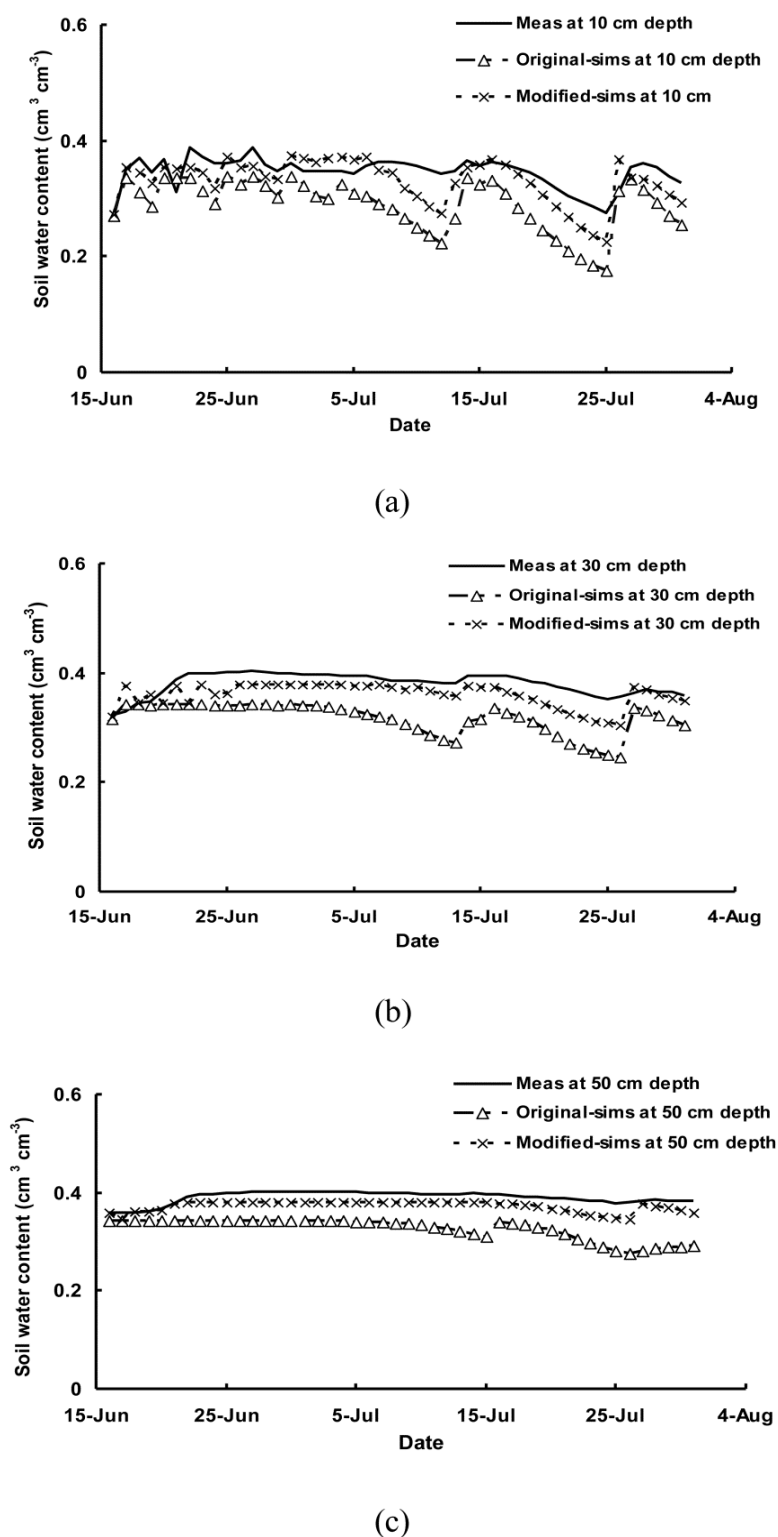 0.6
0.4
0.2
0
Soil water content (cm 3 cm-3)
Meas at 10 cm depth
Original-sims at 10 cm depth
Modified-sims at 10 cm
15-Jun 25-Jun 5-Jul 15-Jul 25-Jul 4-Aug
Date
(a)
0.6
0.4
0.2
0
Soil water content (cm3 cm-3)
Meas at 30 cm depth
Original-sims at 30 cm depth
Modified-sims at 30 cm depth
15-Jun 25-Jun 5-Jul 15-Jul 25-Jul 4-Aug
Date
(b)
0.6
0.4
0.2
0
Soil water content (cm3 cm-3)
Meas at 50 cm depth
Original-sims at 50 cm depth
Modified-sims at 50 cm depth
15-Jun 25-Jun 5-Jul 15-Jul 25-Jul 4-Aug
Date
(c)